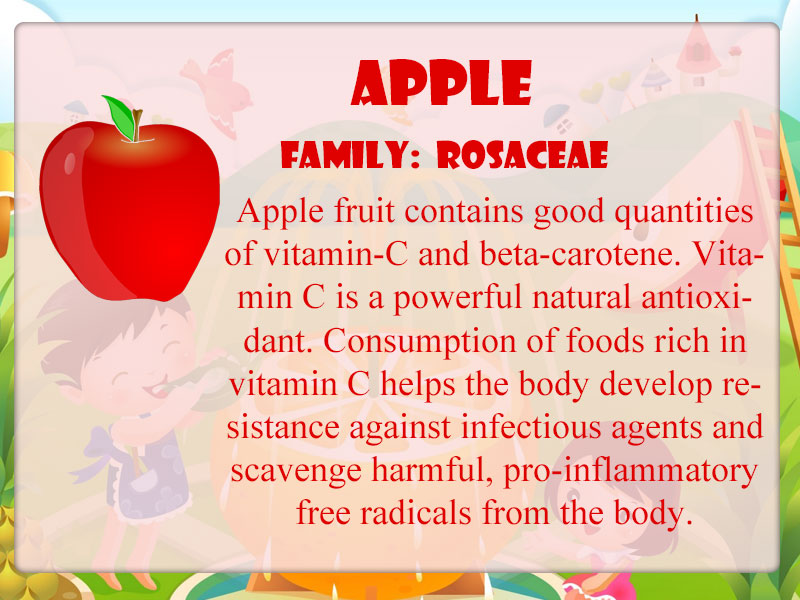 APPLE
FAMILY: ROSACEAE
Apple fruit contains good quantities
of vitamin-C and beta-carotene. Vita-
min C is a powerful natural antioxi-
dant. Consumption of foods rich in
vitamin C helps the body develop re-
sistance against infectious agents and
scavenge harmful, pro-inflammatory
free radicals from the body.